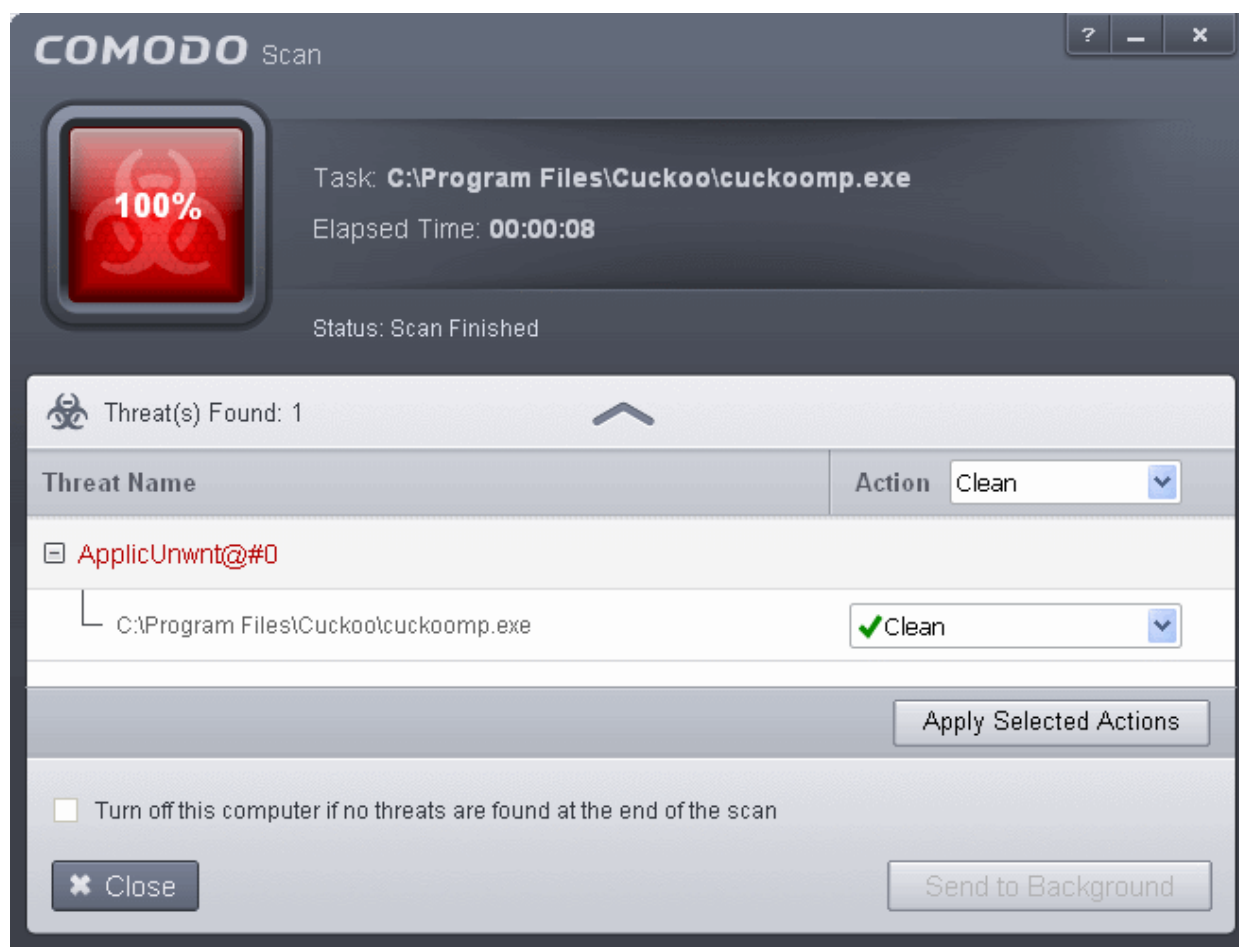 COMODO Scan
? – ×
100%
Task: C:\Program Files\Cuckoo\cuckoomp.exe
Elapsed Time: 00:00:08
Status: Scan Finished
Threat(s) Found: 1
Threat Name Action Clean
ApplicUnwnt@#0
C:\Program Files\Cuckoo\cuckoomp.exe Clean
Apply Selected Actions
Turn off this computer if no threats are found at the end of the scan
Close Send to Background